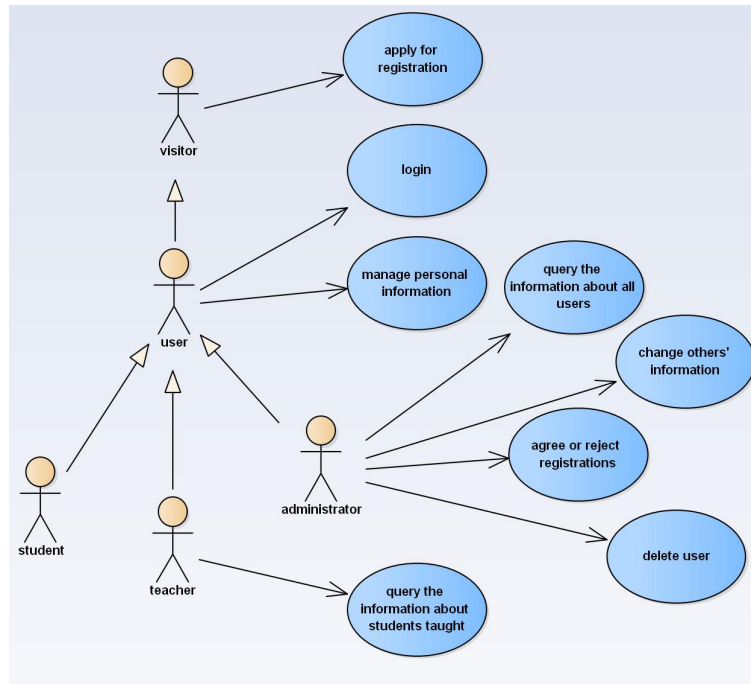 apply for
registration
visitor
login
manage personal
information
query the
information about all
users
user
change others'
information
agree or reject
registrations
administrator
student
teacher
delete user
query the
information about
students taught